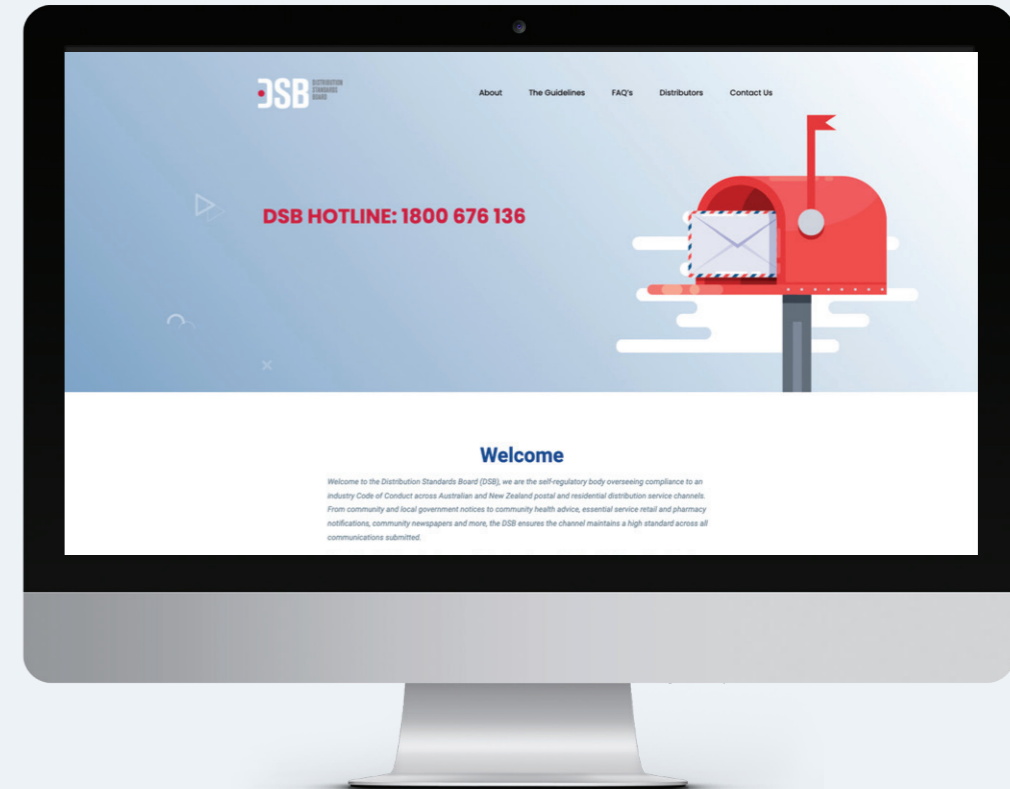 DSB DISTRIBUTION
STANDARDS
BOARD
About The Guidelines FAQ's Distributors Contact Us
DSB HOTLINE: 1800 676 136
Welcome
Welcome to the Distribution Standards Board (DSB), we are the self-regulatory body overseeing compliance to an
industry Code of Conduct across Australian and New Zealand postal and residential distribution service channels.
From community and local government notices to community health advice, essential service retail and pharmacy
notifications, community newspapers and more, the DSB ensures the channel maintains a high standard across all
communications submitted.